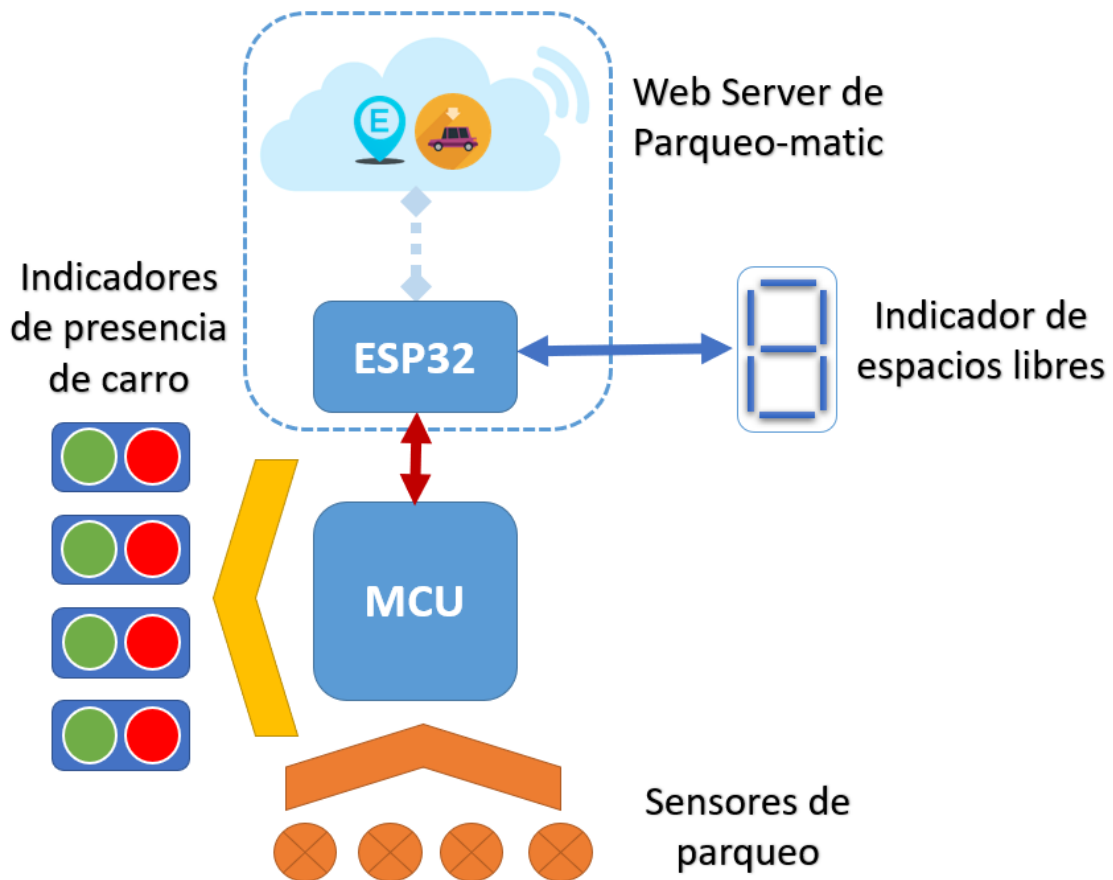 Web Server de
Parqueo-matic
E
Indicadores
de presencia
de carro
ESP32
Indicador de
espacios libres
MCU
Sensores de
parqueo